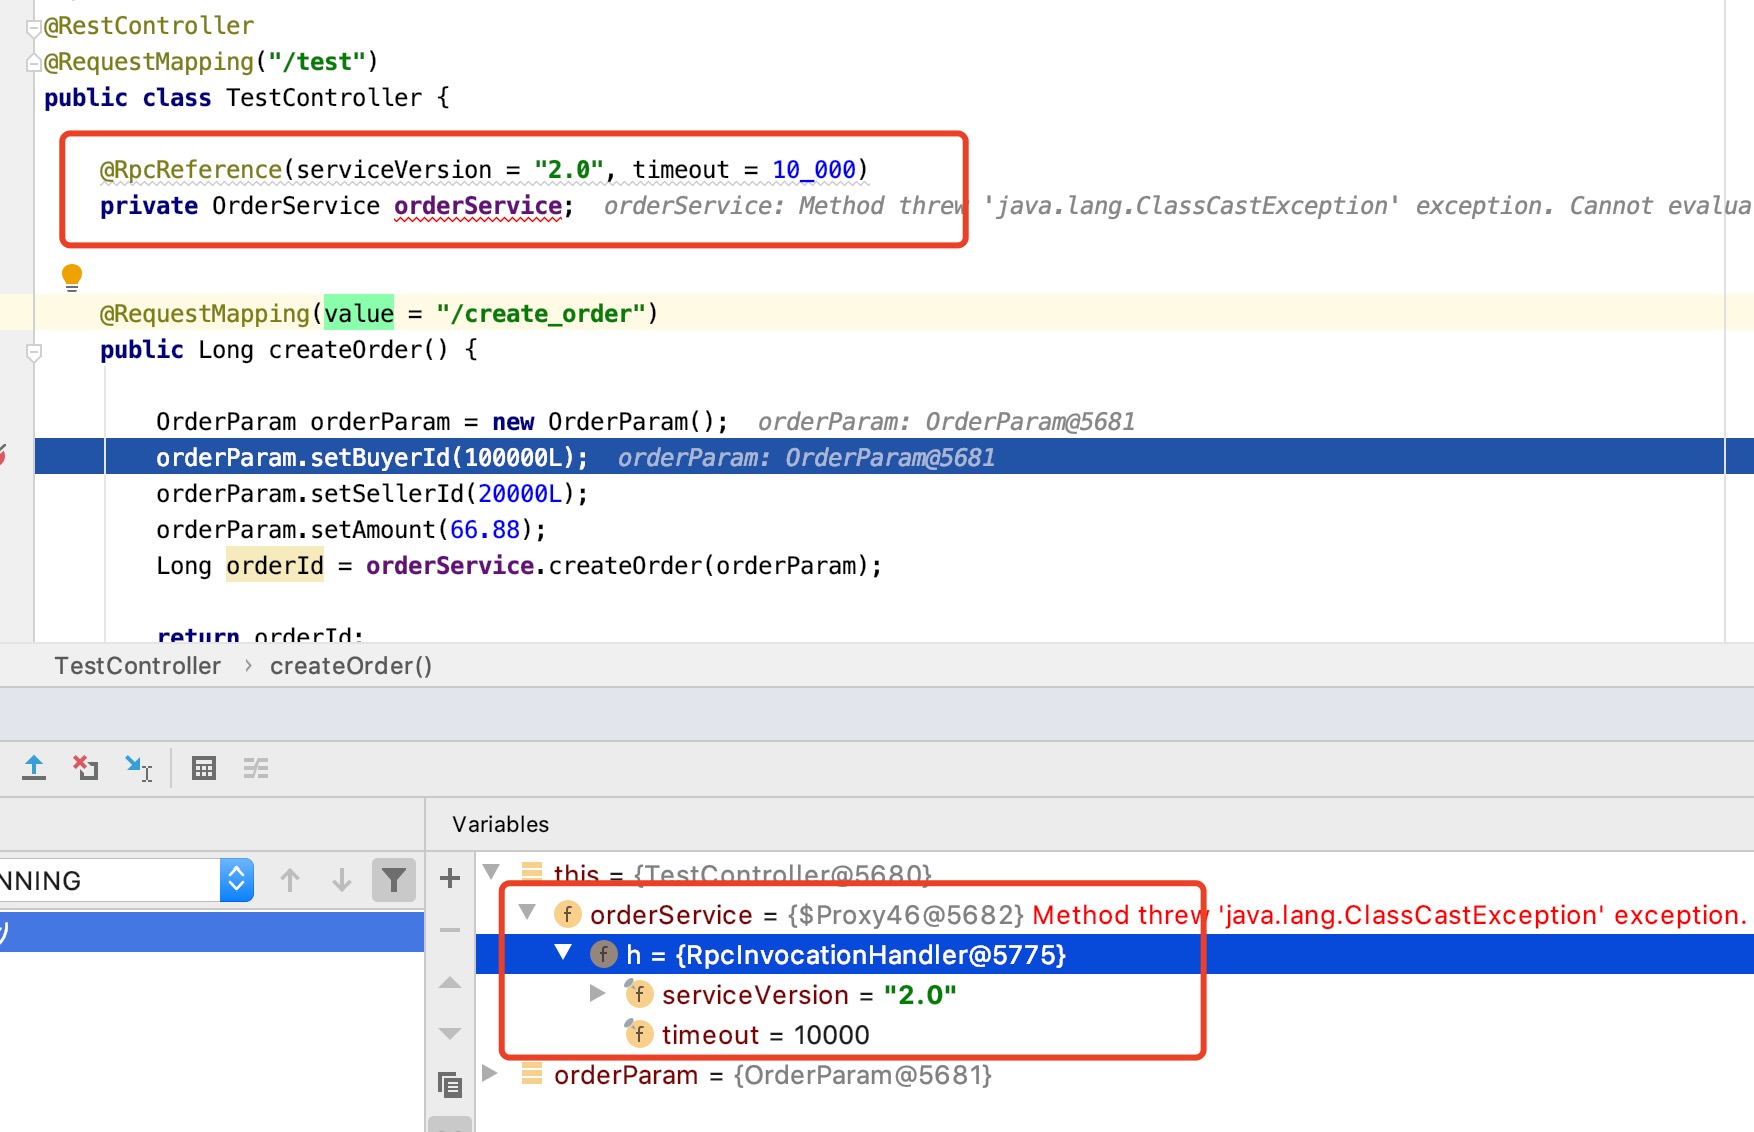 @RestController
@RequestMapping("/test")
public class TestController {
@RpcReference(serviceVersion = "2.0", timeout = 10_000)
private OrderService orderService;  orderService: Method threw 'java.lang.ClassCastException' exception. Cannot evalua
@RequestMapping(value = "/create_order")
public Long createOrder() {
OrderParam orderParam = new OrderParam();  orderParam: OrderParam@5681
orderParam.setBuyerId(100000L);  orderParam: OrderParam@5681
orderParam.setSellerId(20000L);
orderParam.setAmount(66.88);
Long orderId = orderService.createOrder(orderParam);
return orderId;
TestController › createOrder()
Variables
NNING
this = {TestController@5680}
orderService = {$Proxy46@5682} Method threw 'java.lang.ClassCastException' exception.
h = {RpcInvocationHandler@5775}
serviceVersion = "2.0"
timeout = 10000
orderParam = {OrderParam@5681}